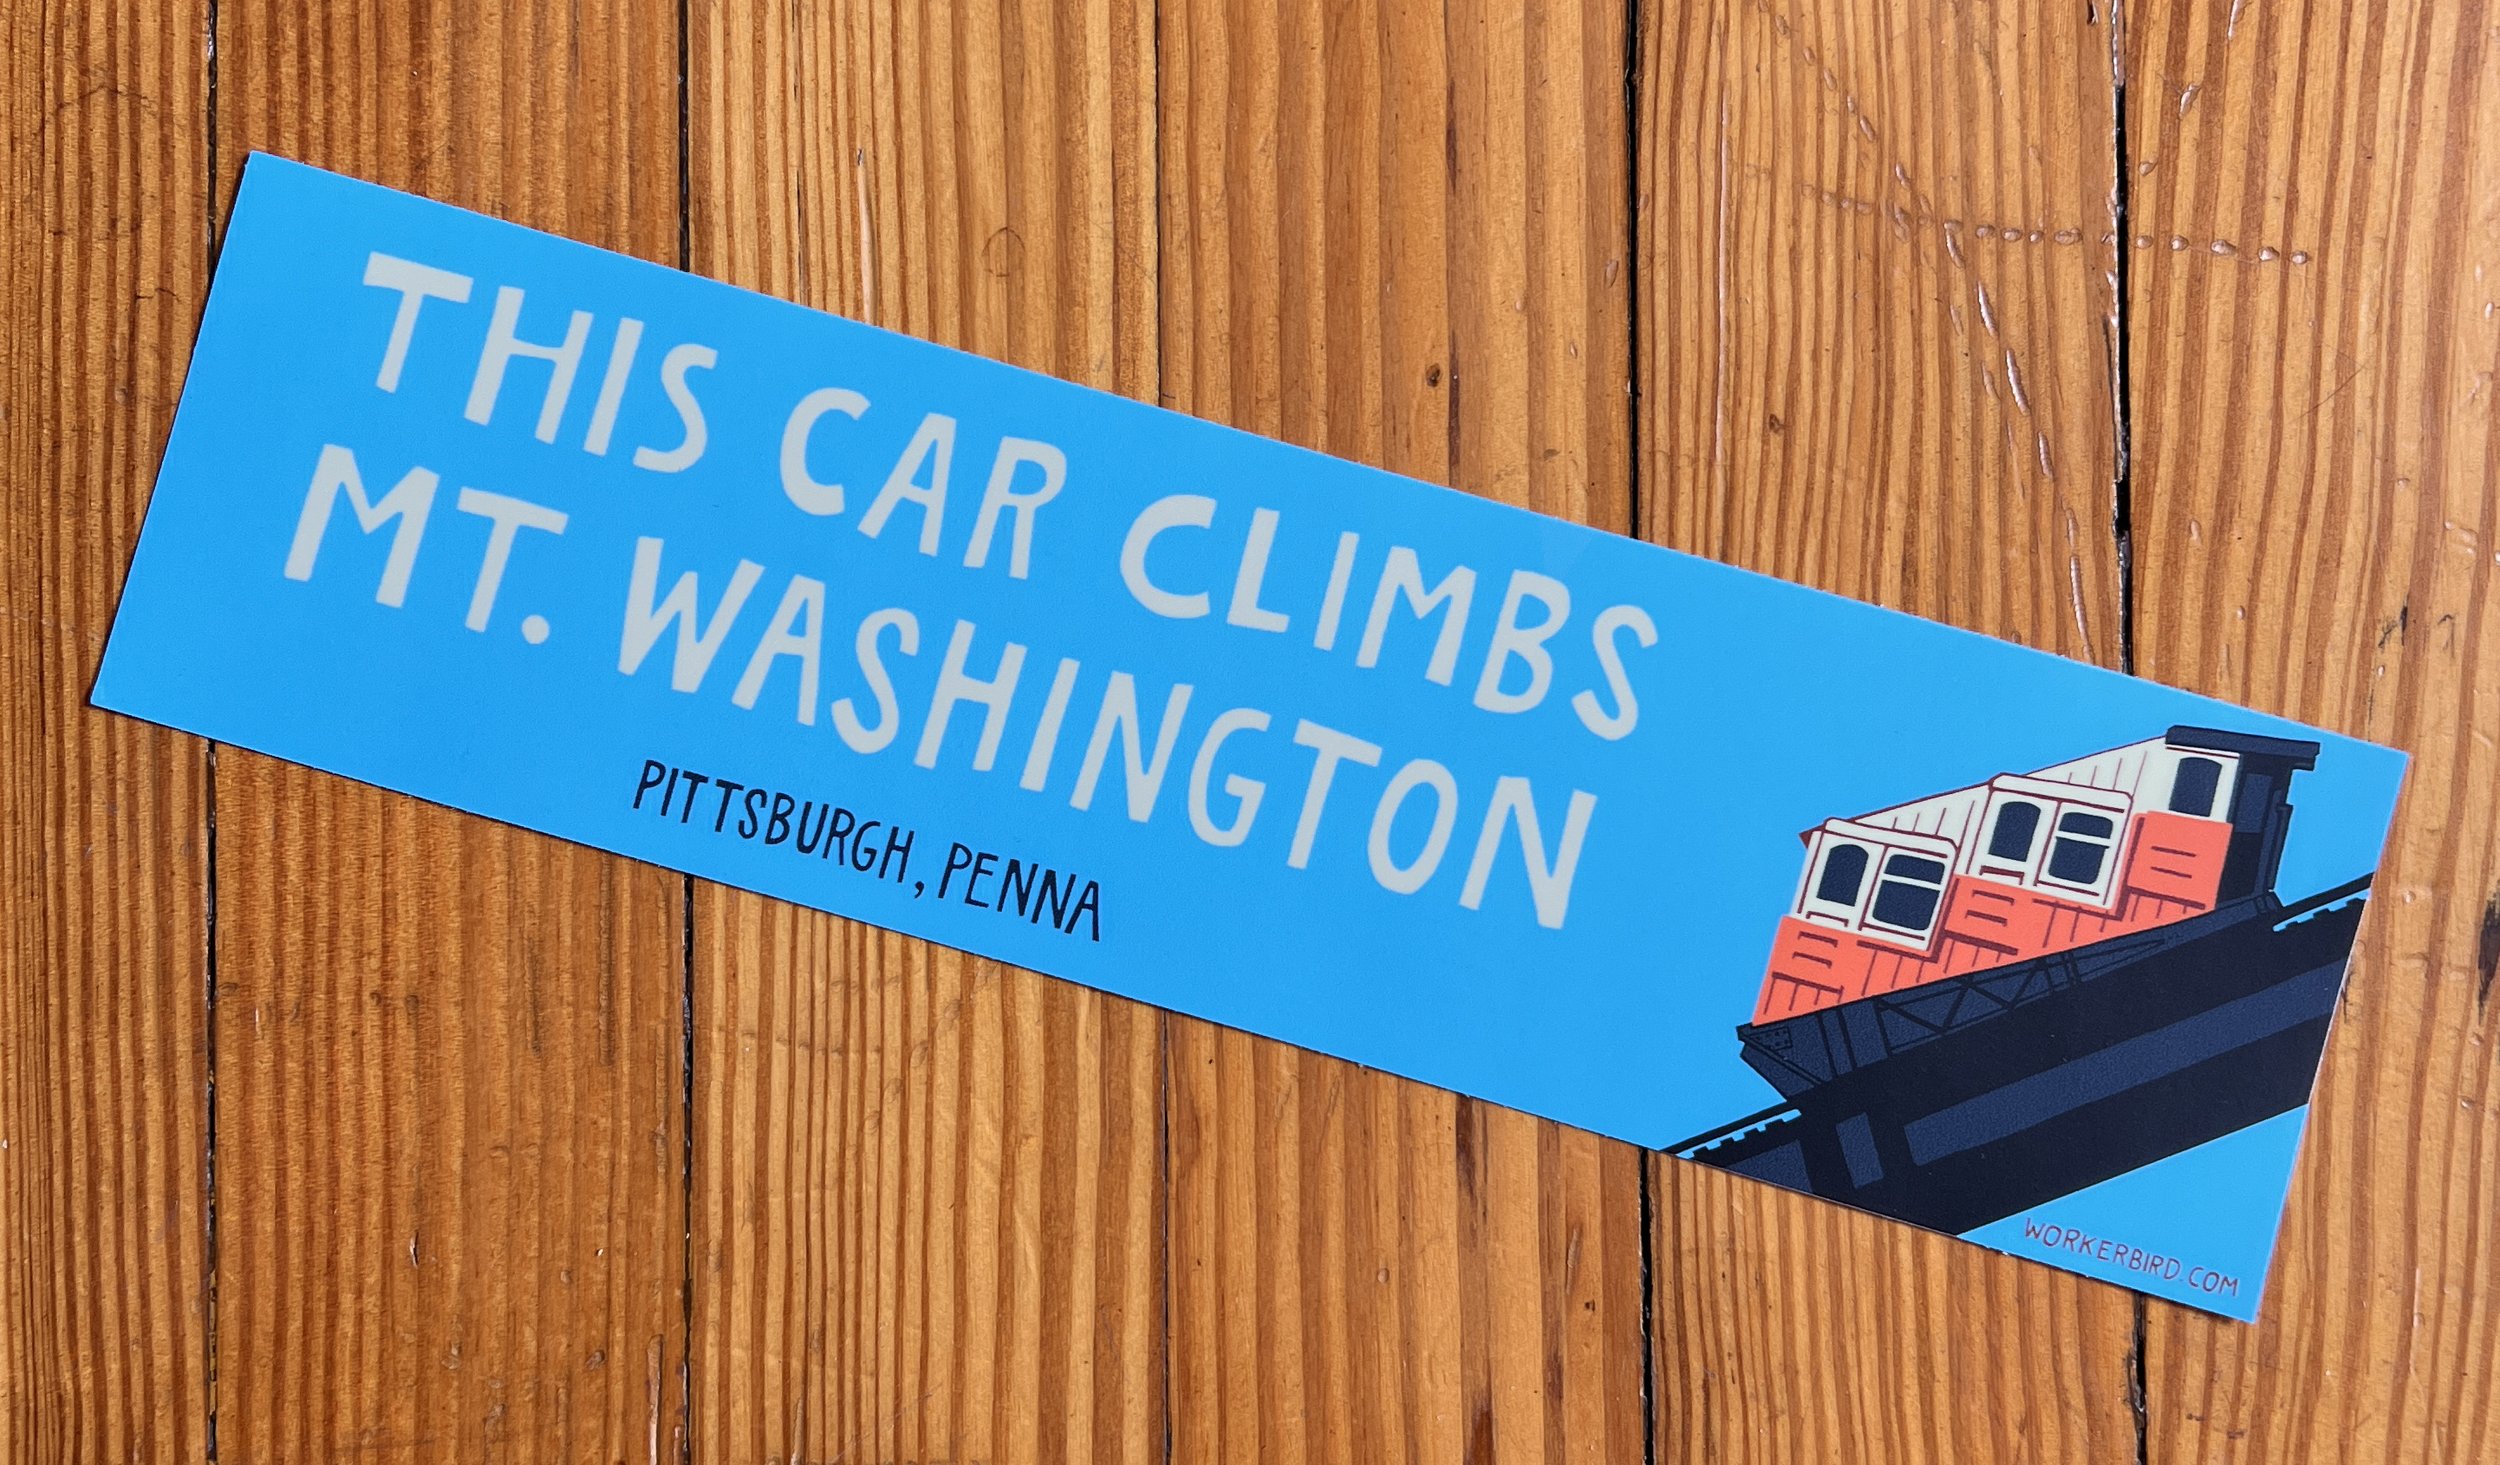 THIS CAR CLIMBS
MT. WASHINGTON
PITTSBURGH, PENNA
WORKERBIRD.COM